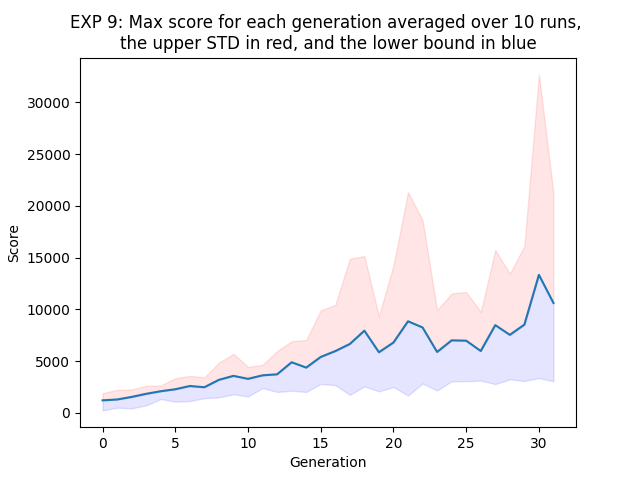 EXP 9: Max score for each generation averaged over 10 runs,
the upper STD in red, and the lower bound in blue
30000
25000
20000
15000
10000
5000
0
Score
0 5 10 15 20 25 30
Generation